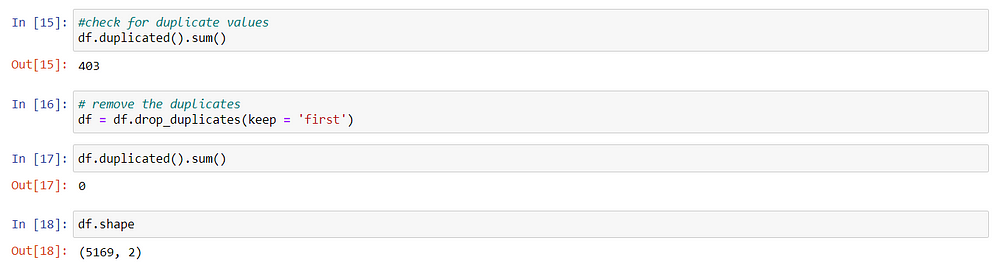 In [15]: #check for duplicate values
df.duplicated().sum()
Out[15]: 403
In [16]: # remove the duplicates
df = df.drop_duplicates(keep = 'first')
In [17]: df.duplicated().sum()
Out[17]: 0
In [18]: df.shape
Out[18]: (5169, 2)